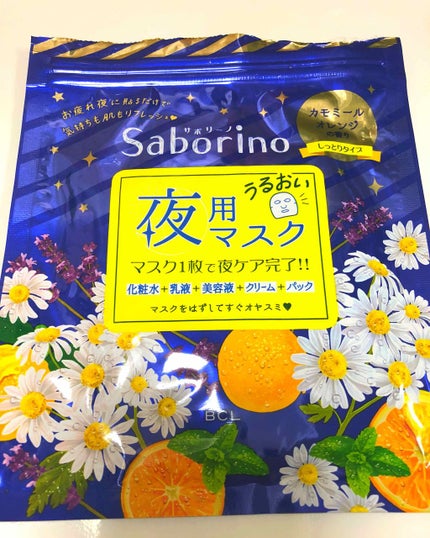 お疲れ夜にのせるだけで
気持ちも肌もリフレッシュ♥
カモミール
オレンジ
の香り
しっとりタイプ
サボリーノ
Saborino
うるおい
夜用
マスク
マスク1枚で夜ケア完了!!
化粧水+乳液+美容液+クリーム+パック
マスクをはずしてすぐオヤスミ♥
BCL